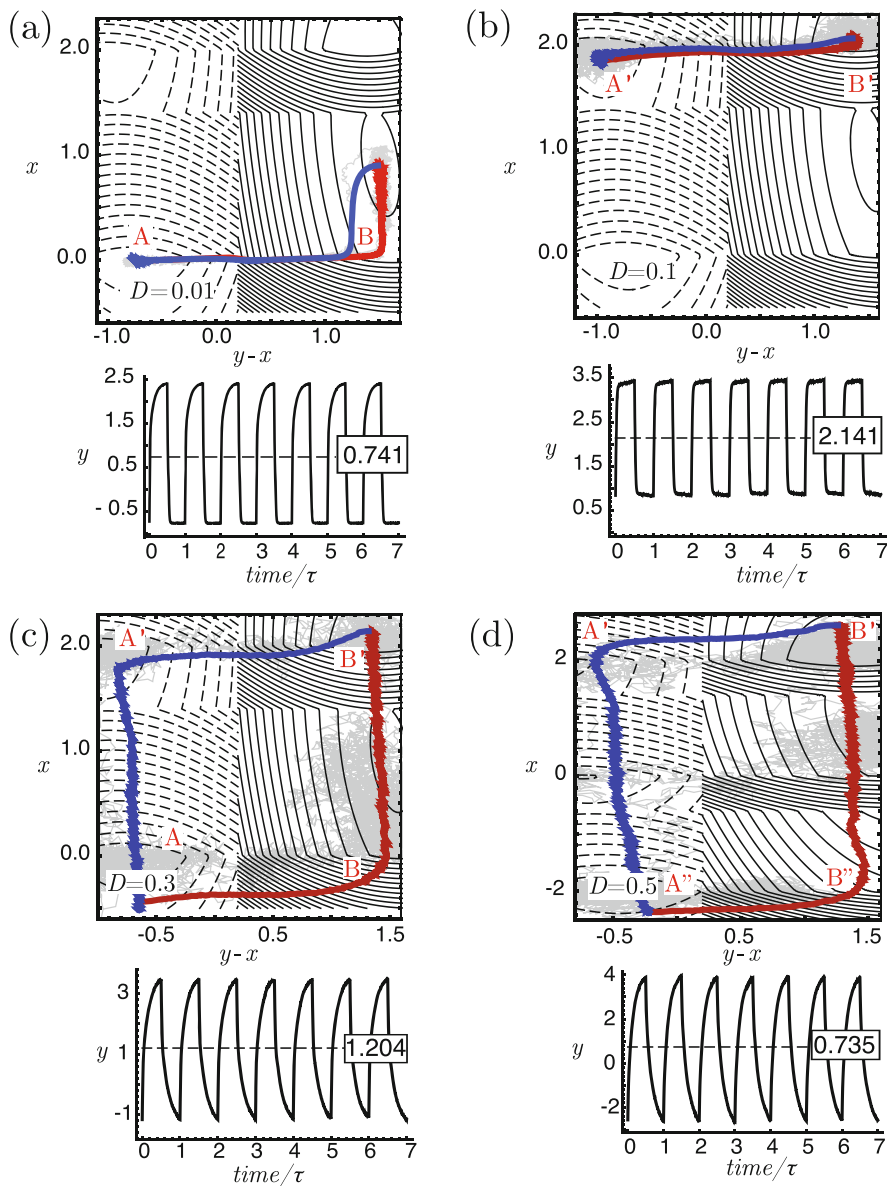 (a)
2.0
1.0
0.0
x
A
B
D=0.01
-1.0 0.0 1.0
y-x
2.5
0.5
- 0.5
y
0.741
0 1 2 3 4 5 6 7
time/τ
(b)
2.0
1.0
0.0
x
A'
B'
D=0.1
-1.0 0.0 1.0
y-x
3.5
2.5
1.5
0.5
y
2.141
0 1 2 3 4 5 6 7
time/τ
(c)
2.0
1.0
0.0
x
A'
B'
A
B
D=0.3
-0.5 0.5 1.5
y-x
3
1
-1
y
1.204
0 1 2 3 4 5 6 7
time/τ
(d)
2
0
-2
x
A'
B'
D=0.5
A"
B"
-0.5 0.5 1.5
y-x
4
2
0
-2
y
0.735
0 1 2 3 4 5 6 7
time/τ